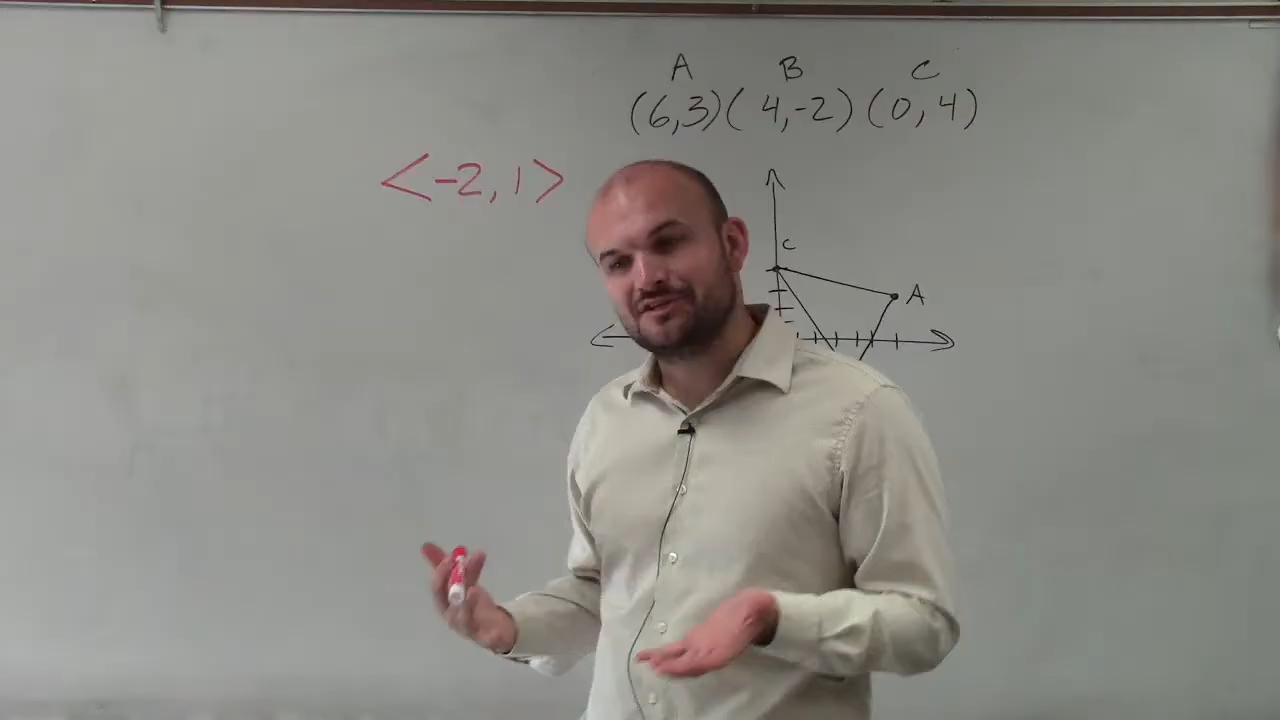 A B C
(6,3) (4,-2) (0,4)
<-2, 1>
C
A